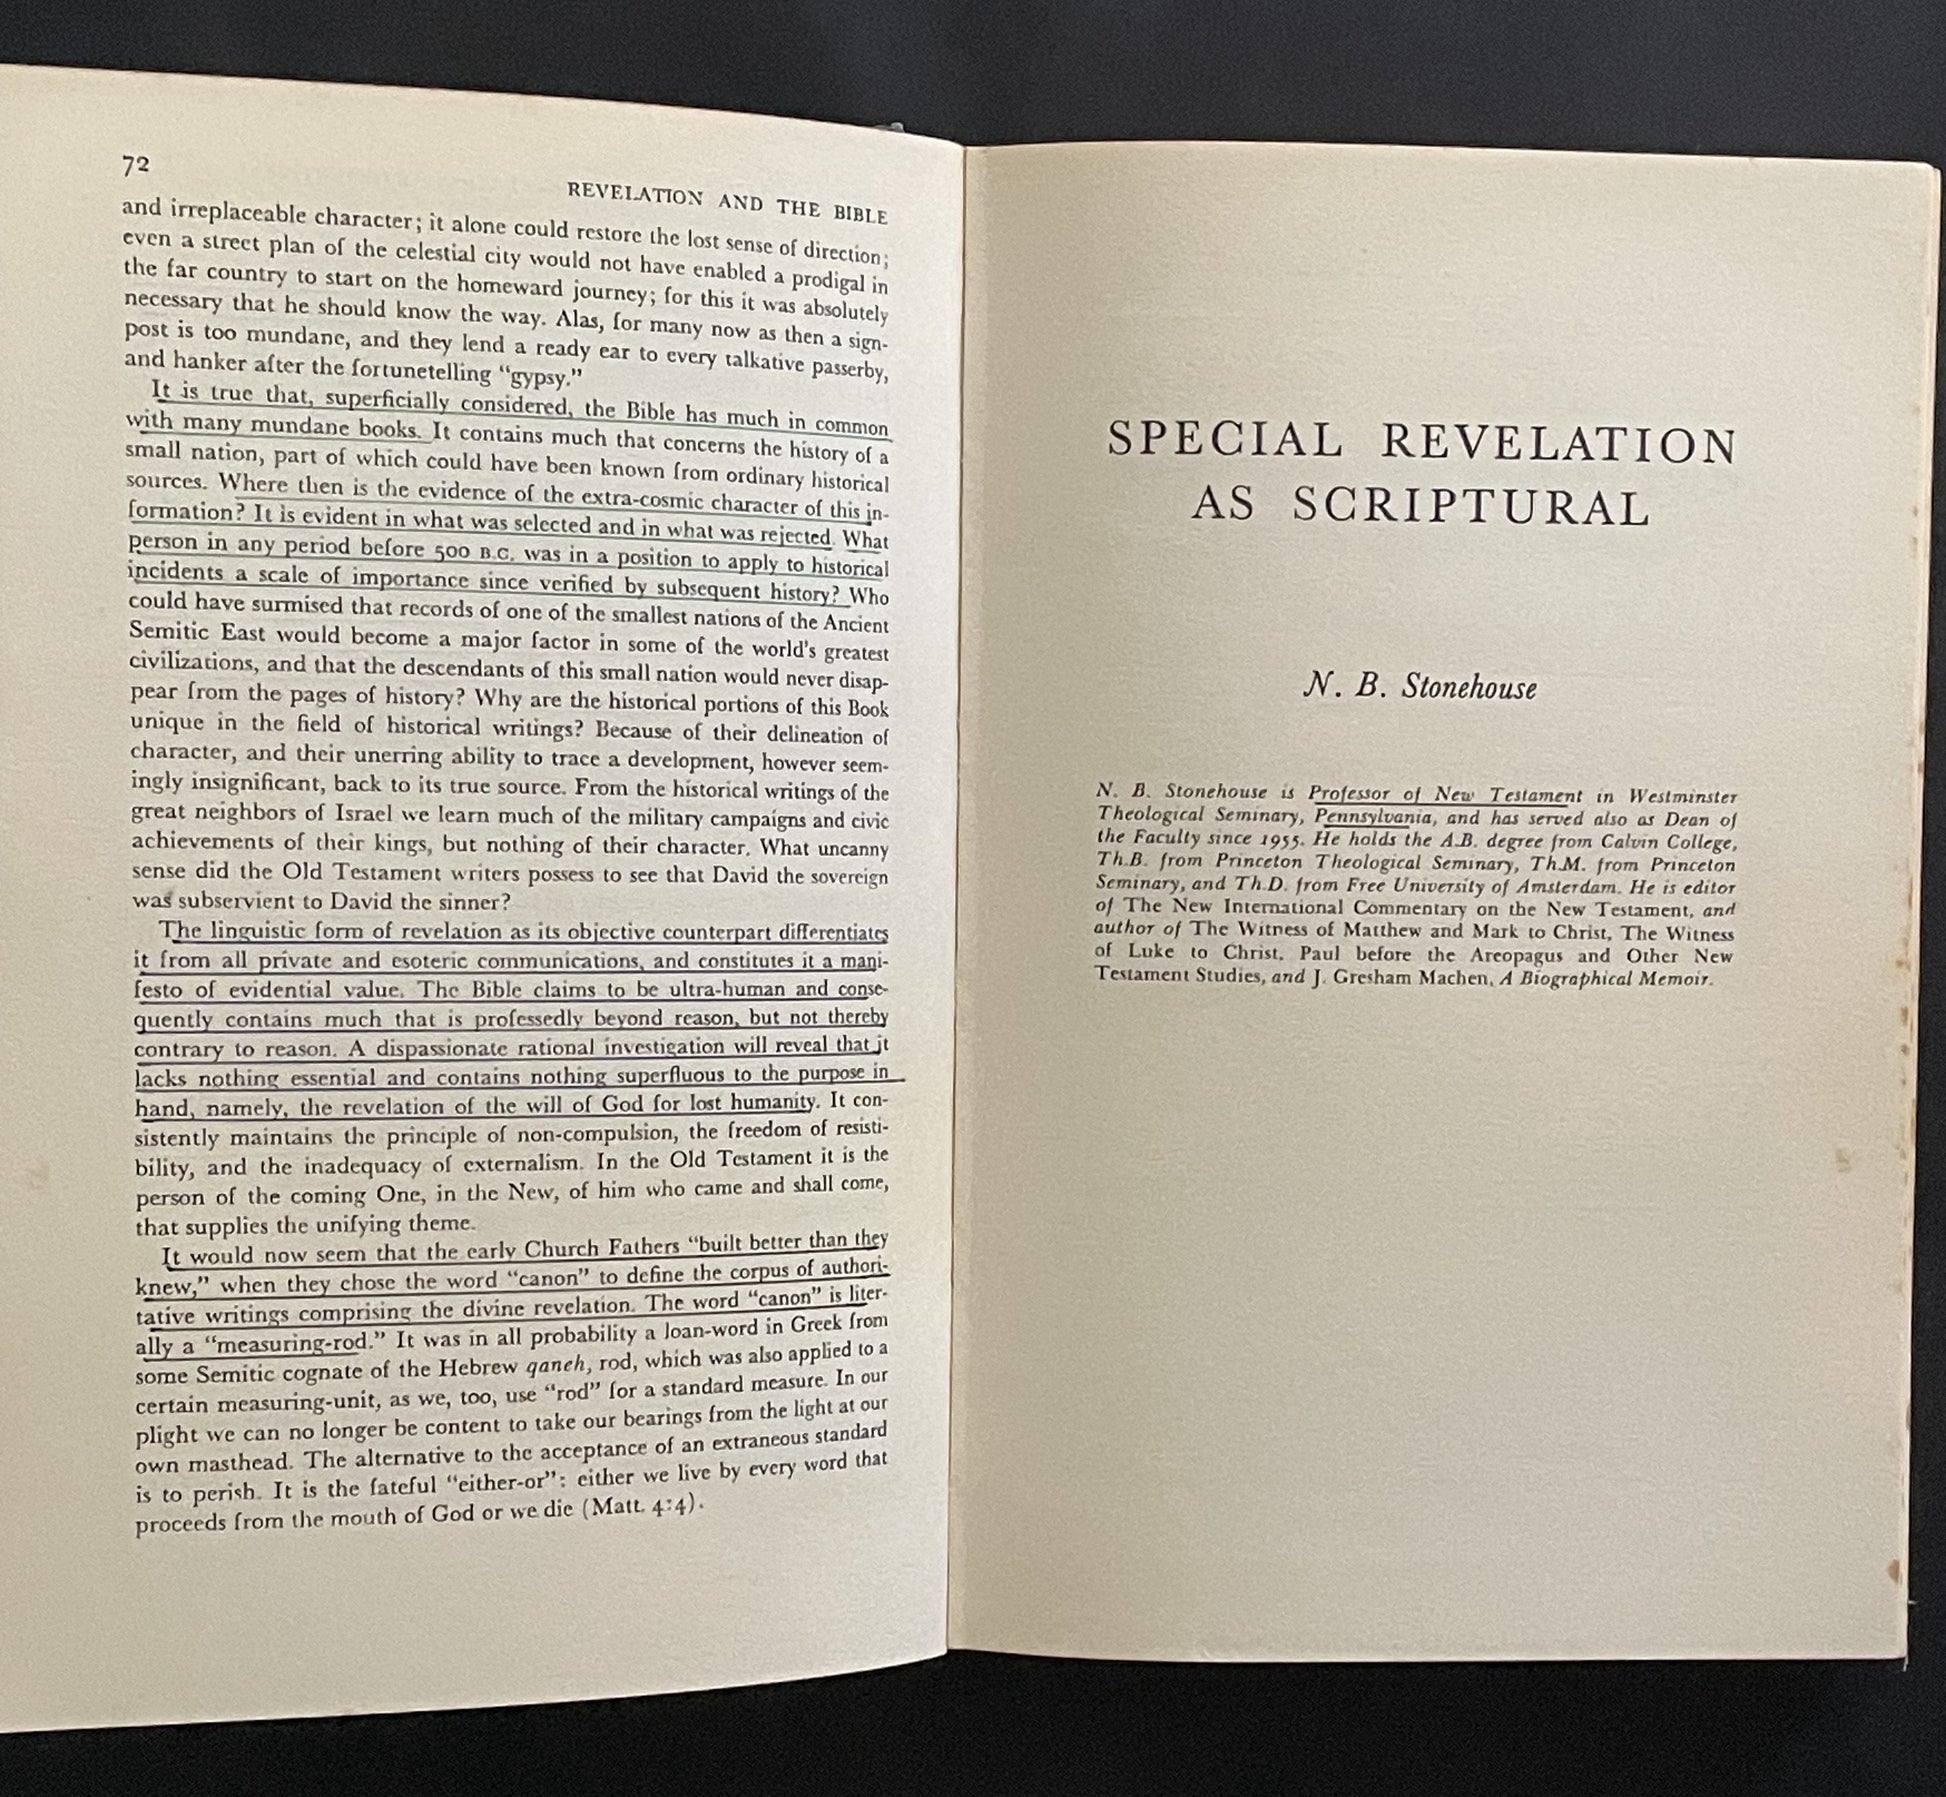 72
REVELATION AND THE BIBLE
and irreplaceable character; it alone could restore the lost sense of direction;
even a street plan of the celestial city would not have enabled a prodigal in
the far country to start on the homeward journey; for this it was absolutely
necessary that he should know the way. Alas, for many now as then a sign-
post is too mundane, and they lend a ready ear to every talkative passerby,
and hanker after the fortunetelling “gypsy.”
It is true that, superficially considered, the Bible has much in common
with many mundane books. It contains much that concerns the history of a
small nation, part of which could have been known from ordinary historical
sources. Where then is the evidence of the extra-cosmic character of this in-
formation? It is evident in what was selected and in what was rejected. What
person in any period before 500 B.C. was in a position to apply to historical
incidents a scale of importance since verified by subsequent history? Who
could have surmised that records of one of the smallest nations of the Ancient
Semitic East would become a major factor in some of the world's greatest
civilizations, and that the descendants of this small nation would never disap-
pear from the pages of history? Why are the historical portions of this Book
unique in the field of historical writings? Because of their delineation of
character, and their unerring ability to trace a development, however seem-
ingly insignificant, back to its true source. From the historical writings of the
great neighbors of Israel we learn much of the military campaigns and civic
achievements of their kings, but nothing of their character. What uncanny
sense did the Old Testament writers possess to see that David the sovereign
was subservient to David the sinner?
The linguistic form of revelation as its objective counterpart differentiates
it from all private and esoteric communications, and constitutes it a mani-
festo of evidential value. The Bible claims to be ultra-human and conse-
quently contains much that is professedly beyond reason, but not thereby
contrary to reason. A dispassionate rational investigation will reveal that it
lacks nothing essential and contains nothing superfluous to the purpose in
hand, namely, the revelation of the will of God for lost humanity. It con-
sistently maintains the principle of non-compulsion, the freedom of resisti-
bility, and the inadequacy of externalism. In the Old Testament it is the
person of the coming One, in the New, of him who came and shall come,
that supplies the unifying theme.
It would now seem that the early Church Fathers “built better than they
knew,” when they chose the word “canon” to define the corpus of authori-
tative writings comprising the divine revelation. The word “canon” is liter-
ally a “measuring-rod.” It was in all probability a loan-word in Greek from
some Semitic cognate of the Hebrew qaneh, rod, which was also applied to a
certain measuring-unit, as we, too, use “rod” for a standard measure. In our
plight we can no longer be content to take our bearings from the light at our
own masthead. The alternative to the acceptance of an extraneous standard
is to perish. It is the fateful “either-or”: either we live by every word that
proceeds from the mouth of God or we die (Matt. 4:4).
SPECIAL REVELATION
AS SCRIPTURAL
N. B. Stonehouse
N. B. Stonehouse is Professor of New Testament in Westminster
Theological Seminary, Pennsylvania, and has served also as Dean of
the Faculty since 1955. He holds the A.B. degree from Calvin College,
Th.B. from Princeton Theological Seminary, Th.M. from Princeton
Seminary, and Th.D. from Free University of Amsterdam. He is editor
of The New International Commentary on the New Testament, and
author of The Witness of Matthew and Mark to Christ, The Witness
of Luke to Christ, Paul before the Areopagus and Other New
Testament Studies, and J. Gresham Machen, A Biographical Memoir.